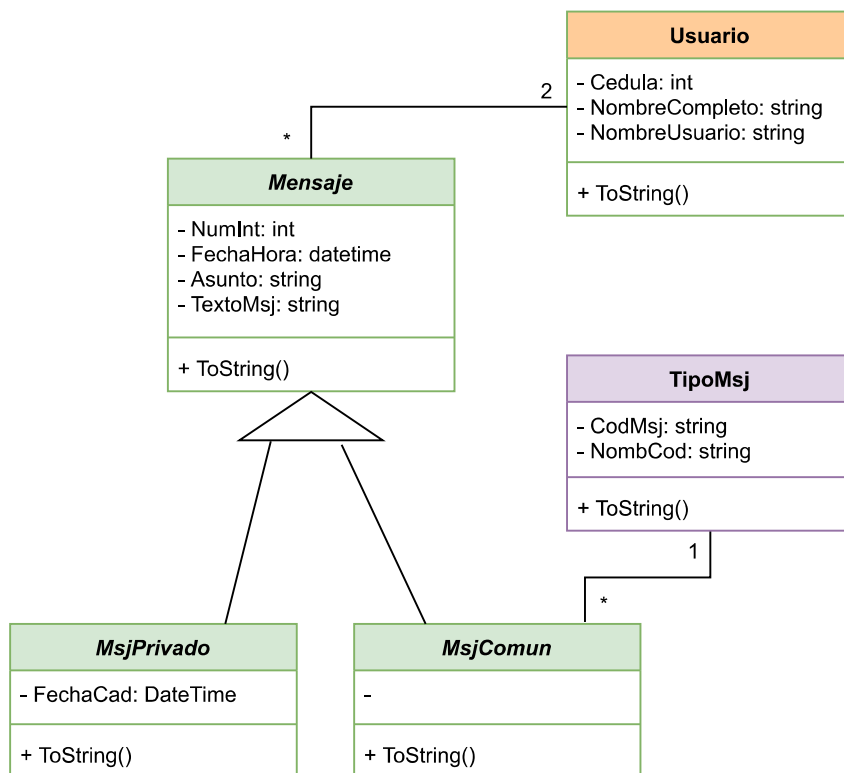 Usuario
- Cedula: int
- NombreCompleto: string
- NombreUsuario: string
+ ToString()
2
*
Mensaje
- NumInt: int
- FechaHora: datetime
- Asunto: string
- TextoMsj: string
+ ToString()
TipoMsj
- CodMsj: string
- NombCod: string
+ ToString()
1
*
MsjPrivado
- FechaCad: DateTime
+ ToString()
MsjComun
-
+ ToString()